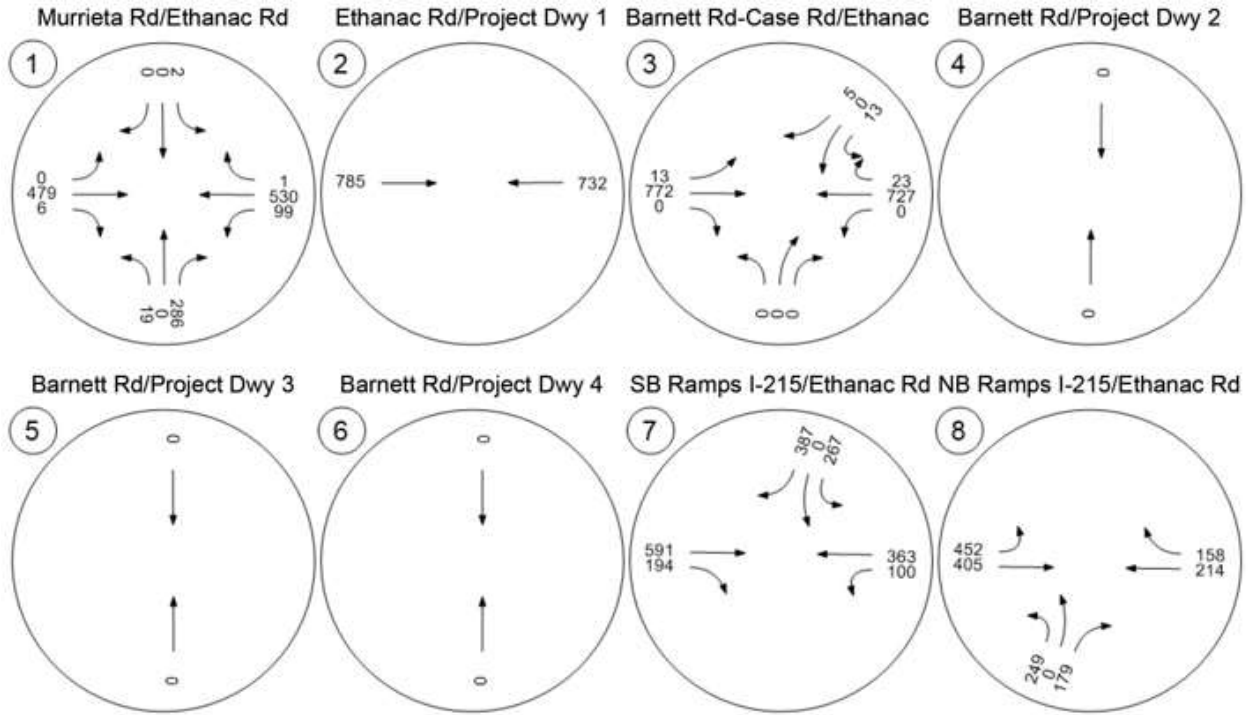 Murrieta Rd/Ethanac Rd
1
0 0 2
0
479
6
1
530
99
19 0 286
Ethanac Rd/Project Dwy 1
2
785
732
Barnett Rd-Case Rd/Ethanac
3
5 0 13
13
772
0
23
727
0
0 0 0
Barnett Rd/Project Dwy 2
4
0
0
Barnett Rd/Project Dwy 3
5
0
0
Barnett Rd/Project Dwy 4
6
0
0
SB Ramps I-215/Ethanac Rd
7
387 0 267
591
194
363
100
NB Ramps I-215/Ethanac Rd
8
452
405
158
214
249 0 179